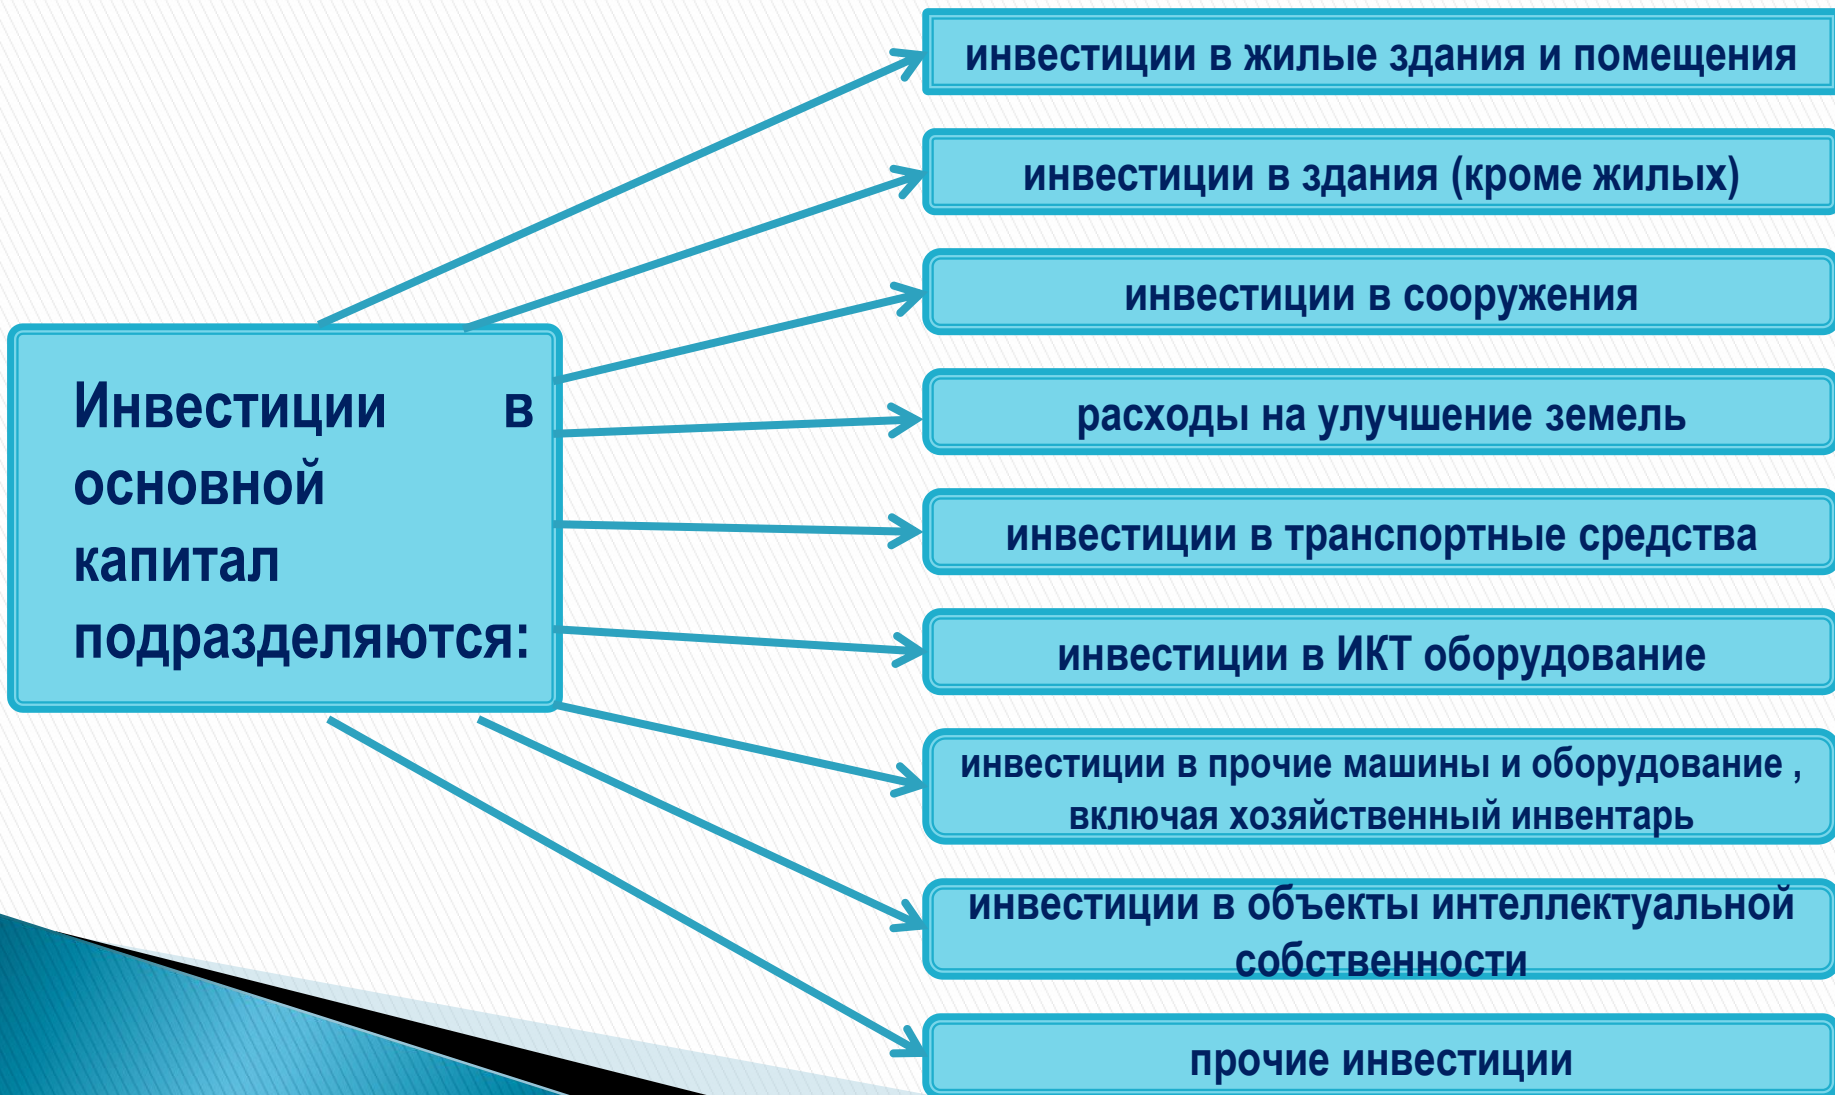 Инвестиции в
основной
капитал
подразделяются:
инвестиции в жилые здания и помещения
инвестиции в здания (кроме жилых)
инвестиции в сооружения
расходы на улучшение земель
инвестиции в транспортные средства
инвестиции в ИКТ оборудование
инвестиции в прочие машины и оборудование ,
включая хозяйственный инвентарь
инвестиции в объекты интеллектуальной
собственности
прочие инвестиции